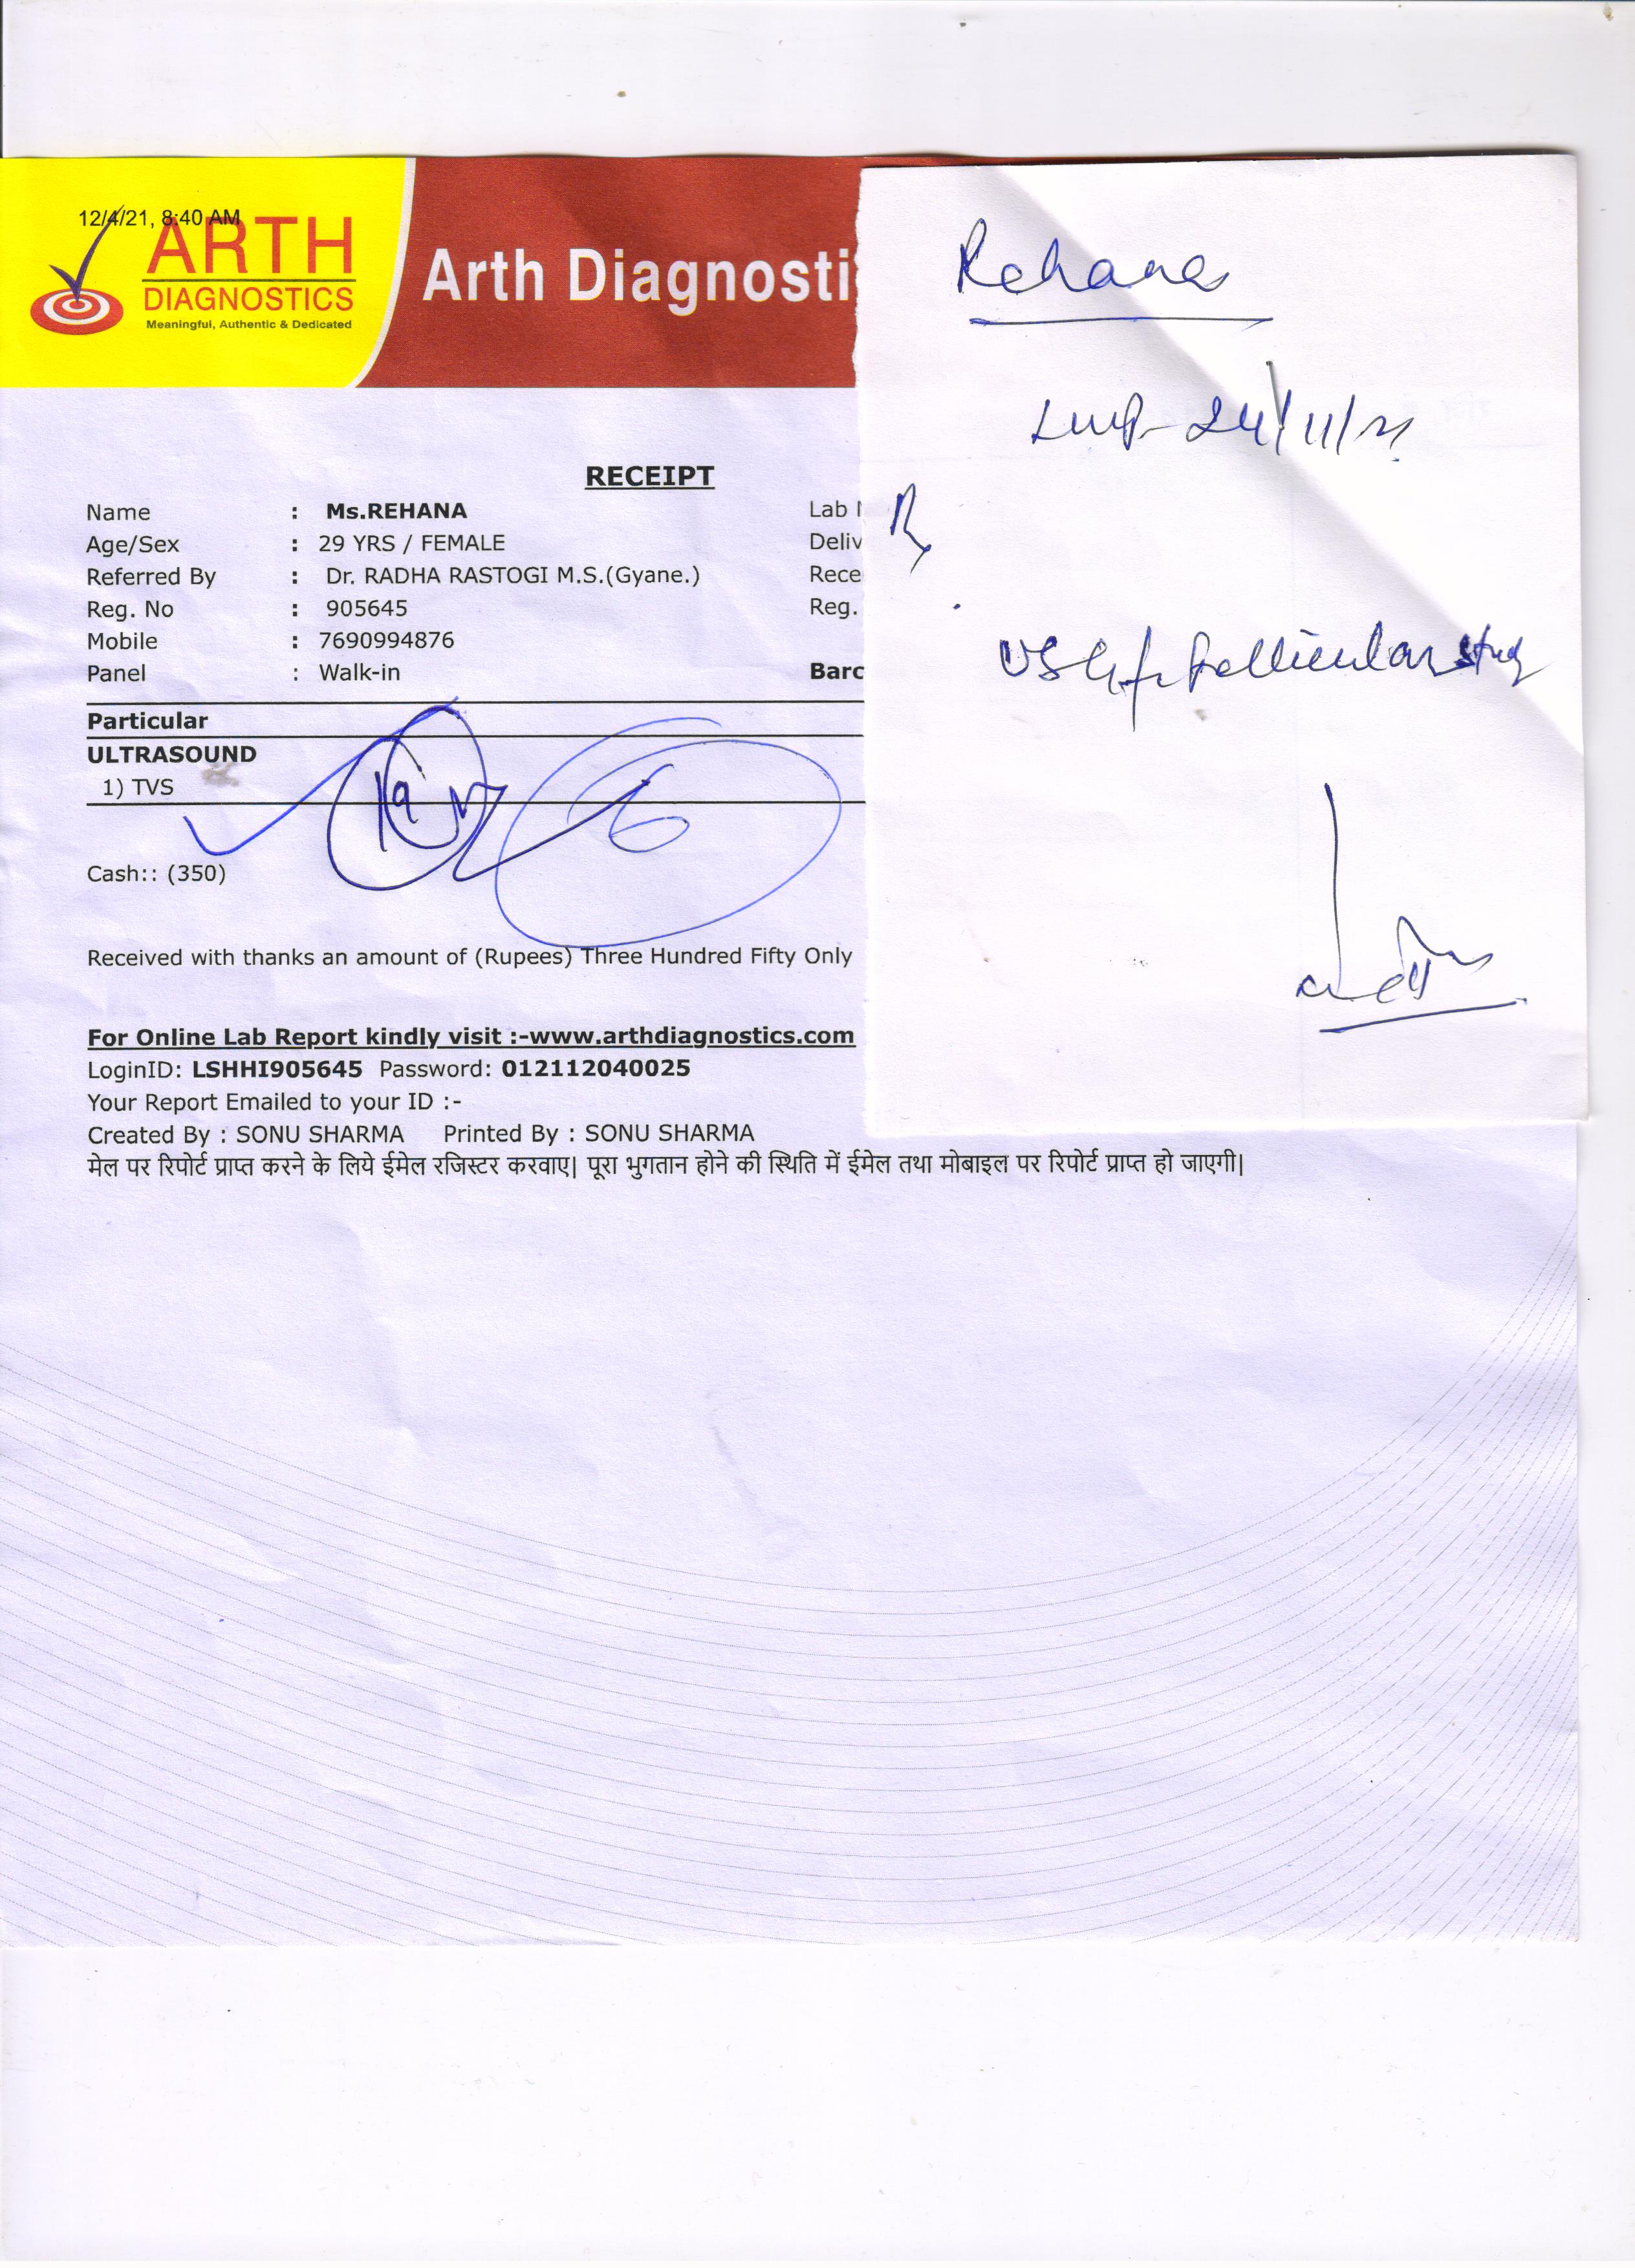 12/4/21, 8:40 AM
ARTH
DIAGNOSTICS
Meaningful, Authentic & Dedicated
Arth Diagnosti
RECEIPT
Name : Ms.REHANA
Age/Sex : 29 YRS / FEMALE
Referred By : Dr. RADHA RASTOGI M.S.(Gyane.)
Reg. No : 905645
Mobile : 7690994876
Panel : Walk-in
Lab
Deliv
Rece
Reg.
Barc
Particular
ULTRASOUND
1) TVS
6
Cash:: (350)
Received with thanks an amount of (Rupees) Three Hundred Fifty Only
For Online Lab Report kindly visit :-www.arthdiagnostics.com
LoginID: LSHHI905645 Password: 012112040025
Your Report Emailed to your ID :-
Created By : SONU SHARMA Printed By : SONU SHARMA
मेल पर रिपोर्ट प्राप्त करने के लिये ईमेल रजिस्टर करवाए| पूरा भुगतान होने की स्थिति में ईमेल तथा मोबाइल पर रिपोर्ट प्राप्त हो जाएगी|
Rehana
LMP- 24/11/21
Rx
USG f Follicular study